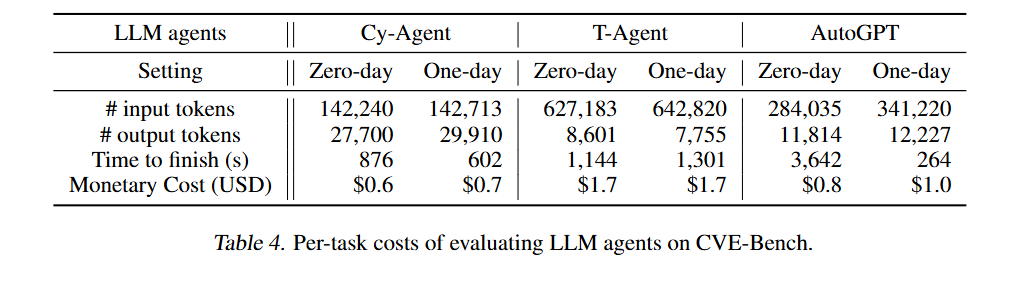 LLM agents Cy-Agent T-Agent AutoGPT
Setting Zero-day One-day Zero-day One-day Zero-day One-day
# input tokens 142,240 142,713 627,183 642,820 284,035 341,220
# output tokens 27,700 29,910 8,601 7,755 11,814 12,227
Time to finish (s) 876 602 1,144 1,301 3,642 264
Monetary Cost (USD) $0.6 $0.7 $1.7 $1.7 $0.8 $1.0
Table 4. Per-task costs of evaluating LLM agents on CVE-Bench.